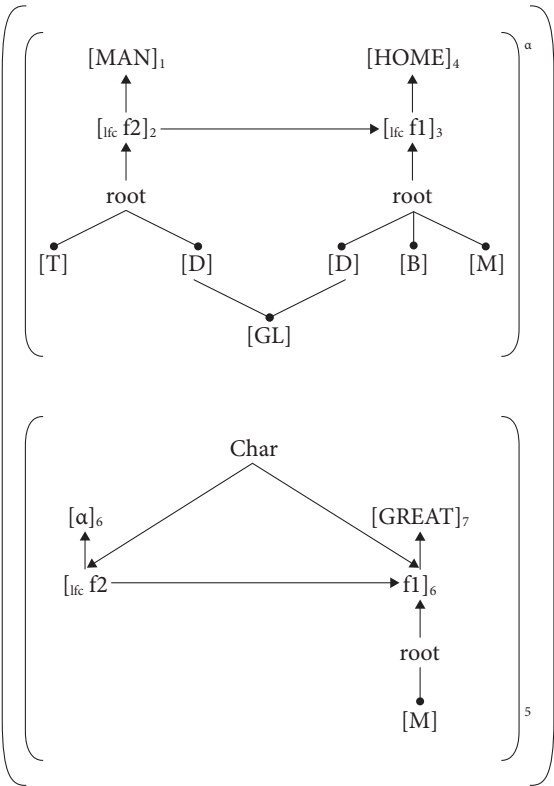 α
[MAN]1 [HOME]4
[lfc f2]2 [lfc f1]3
root root
[T] [D] [D] [B] [M]
[GL]
Char
[α]6 [GREAT]7
[lfc f2 f1]6
root
[M]
5